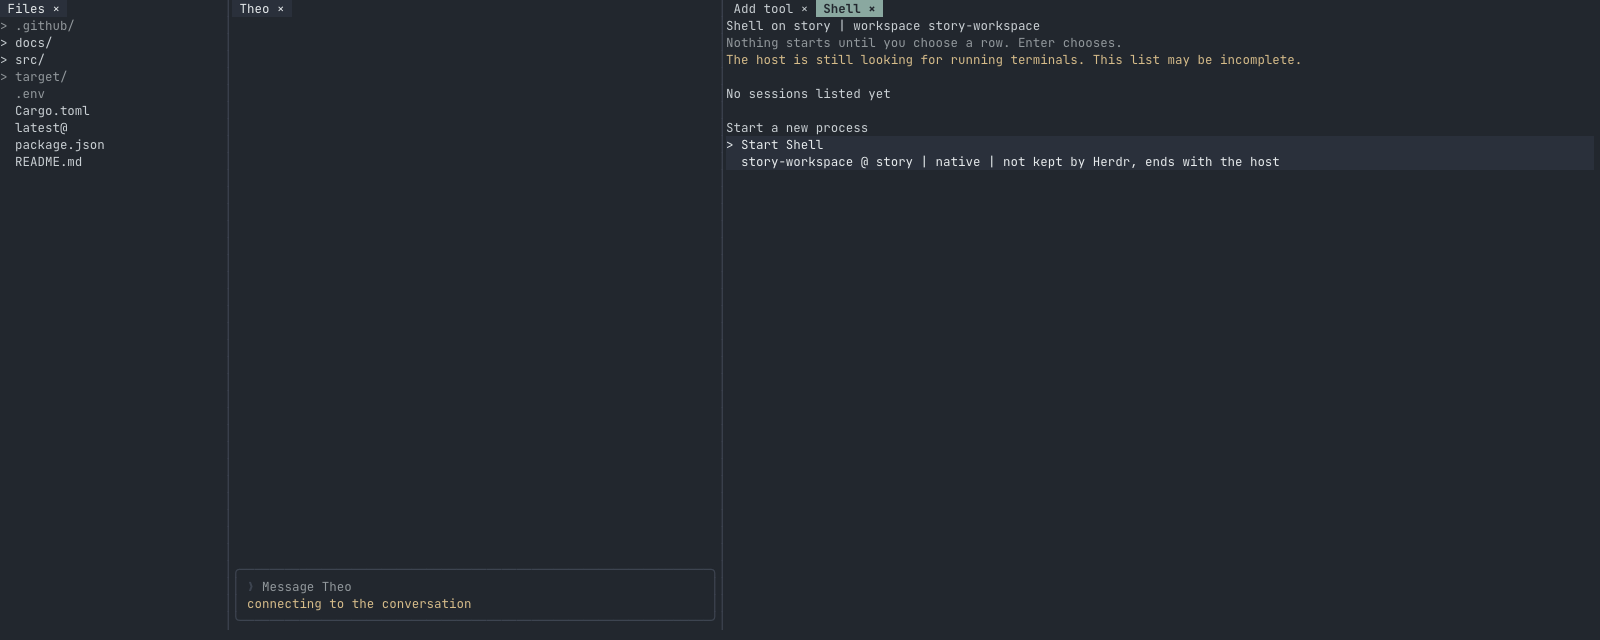 Files ×
> .github/
> docs/
> src/
> target/
.env
Cargo.toml
latest@
package.json
README.md
Theo ×
) Message Theo
connecting to the conversation
Add tool × Shell ×
Shell on story | workspace story-workspace
Nothing starts until you choose a row. Enter chooses.
The host is still looking for running terminals. This list may be incomplete.
No sessions listed yet
Start a new process
> Start Shell
story-workspace @ story | native | not kept by Herdr, ends with the host